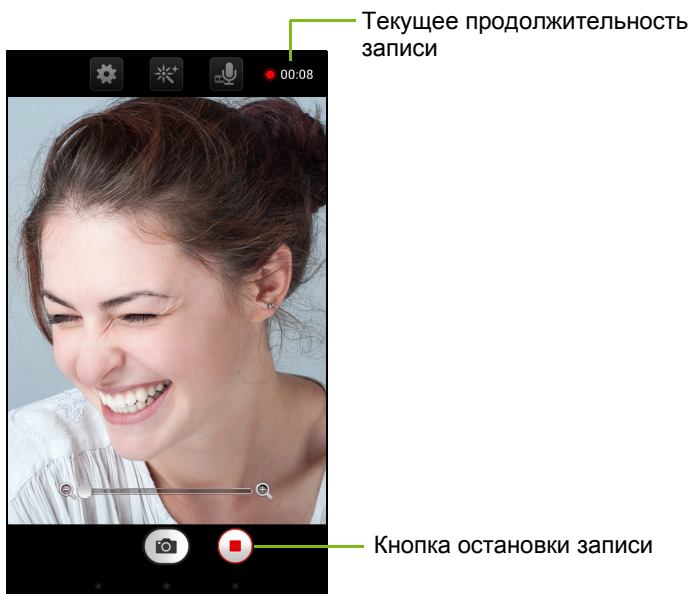 Текущее продолжительность
записи
00:08
Кнопка остановки записи